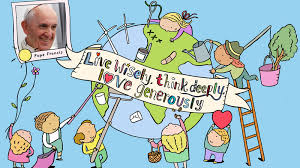 Pope Francis
Live wisely, think deeply,
love generously